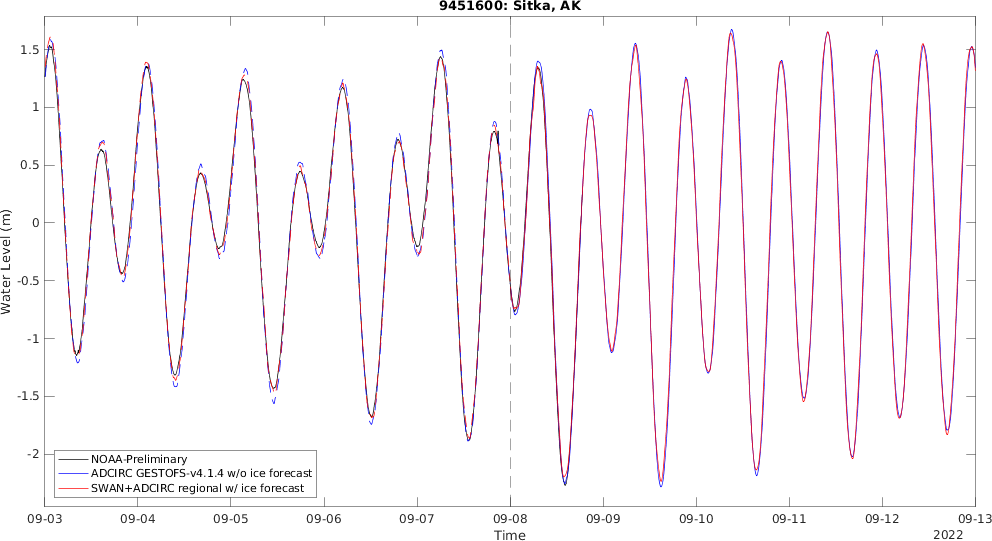 9451600: Sitka, AK
Water Level (m)
1.5
1
0.5
0
-0.5
-1
-1.5
-2
NOAA-Preliminary
ADCIRC GESTOFS-v4.1.4 w/o ice forecast
SWAN+ADCIRC regional w/ ice forecast
09-03 09-04 09-05 09-06 09-07 09-08 09-09 09-10 09-11 09-12 09-13
Time
2022